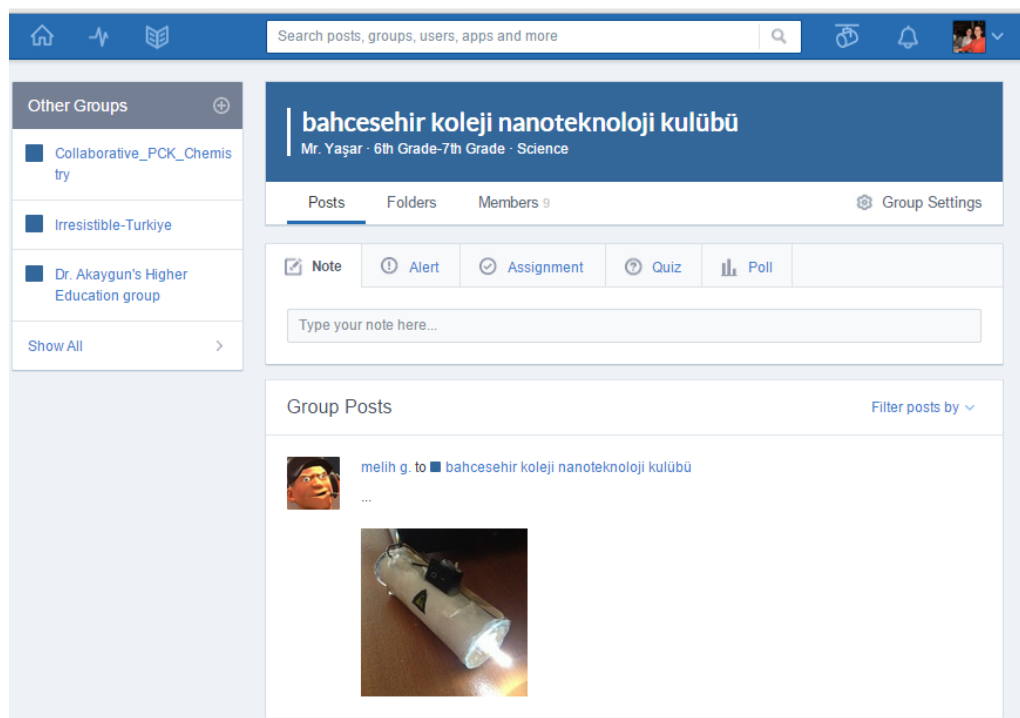 Search posts, groups, users, apps and more
Other Groups
Collaborative_PCK_Chemis
try
Irresistible-Turkiye
Dr. Akaygun's Higher
Education group
Show All
bahcesehir koleji nanoteknoloji kulübü
Mr. Yaşar · 6th Grade-7th Grade · Science
Posts Folders Members 9 Group Settings
Note Alert Assignment Quiz Poll
Type your note here...
Group Posts Filter posts by
melih g. to bahcesehir koleji nanoteknoloji kulübü
...